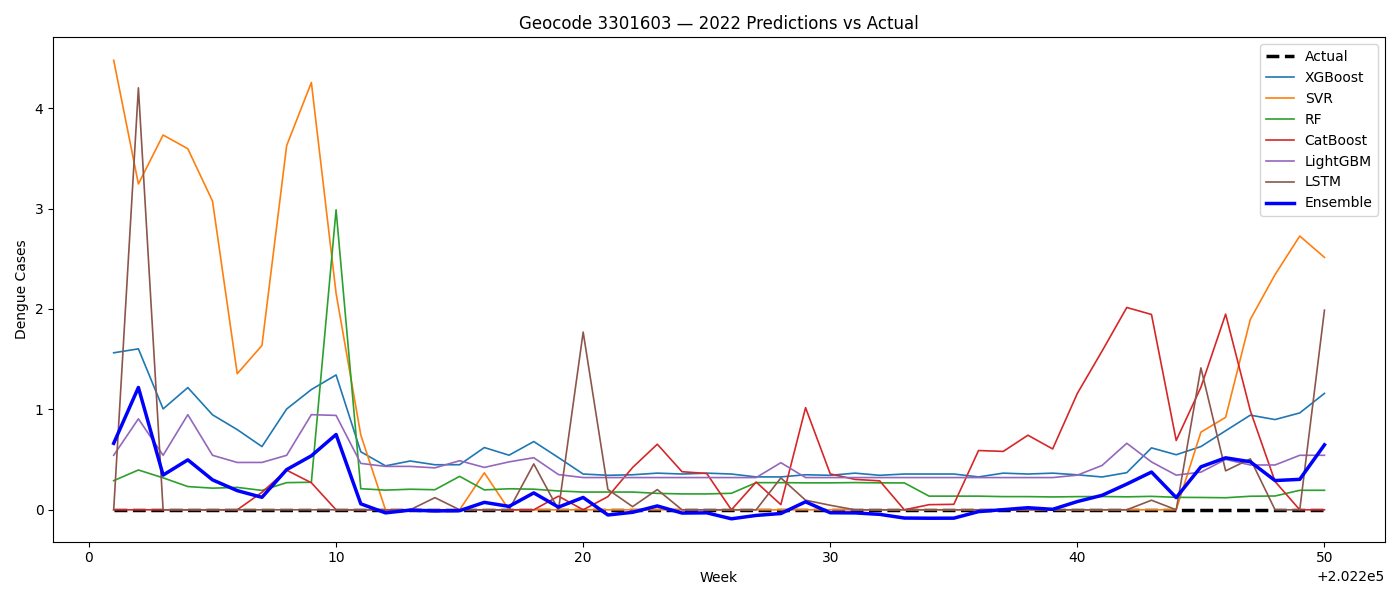 Geocode 3301603 — 2022 Predictions vs Actual
Dengue Cases
4
3
2
1
0
0
10
20
30
40
50
+2.022e5
Week
Actual
XGBoost
SVR
RF
CatBoost
LightGBM
LSTM
Ensemble